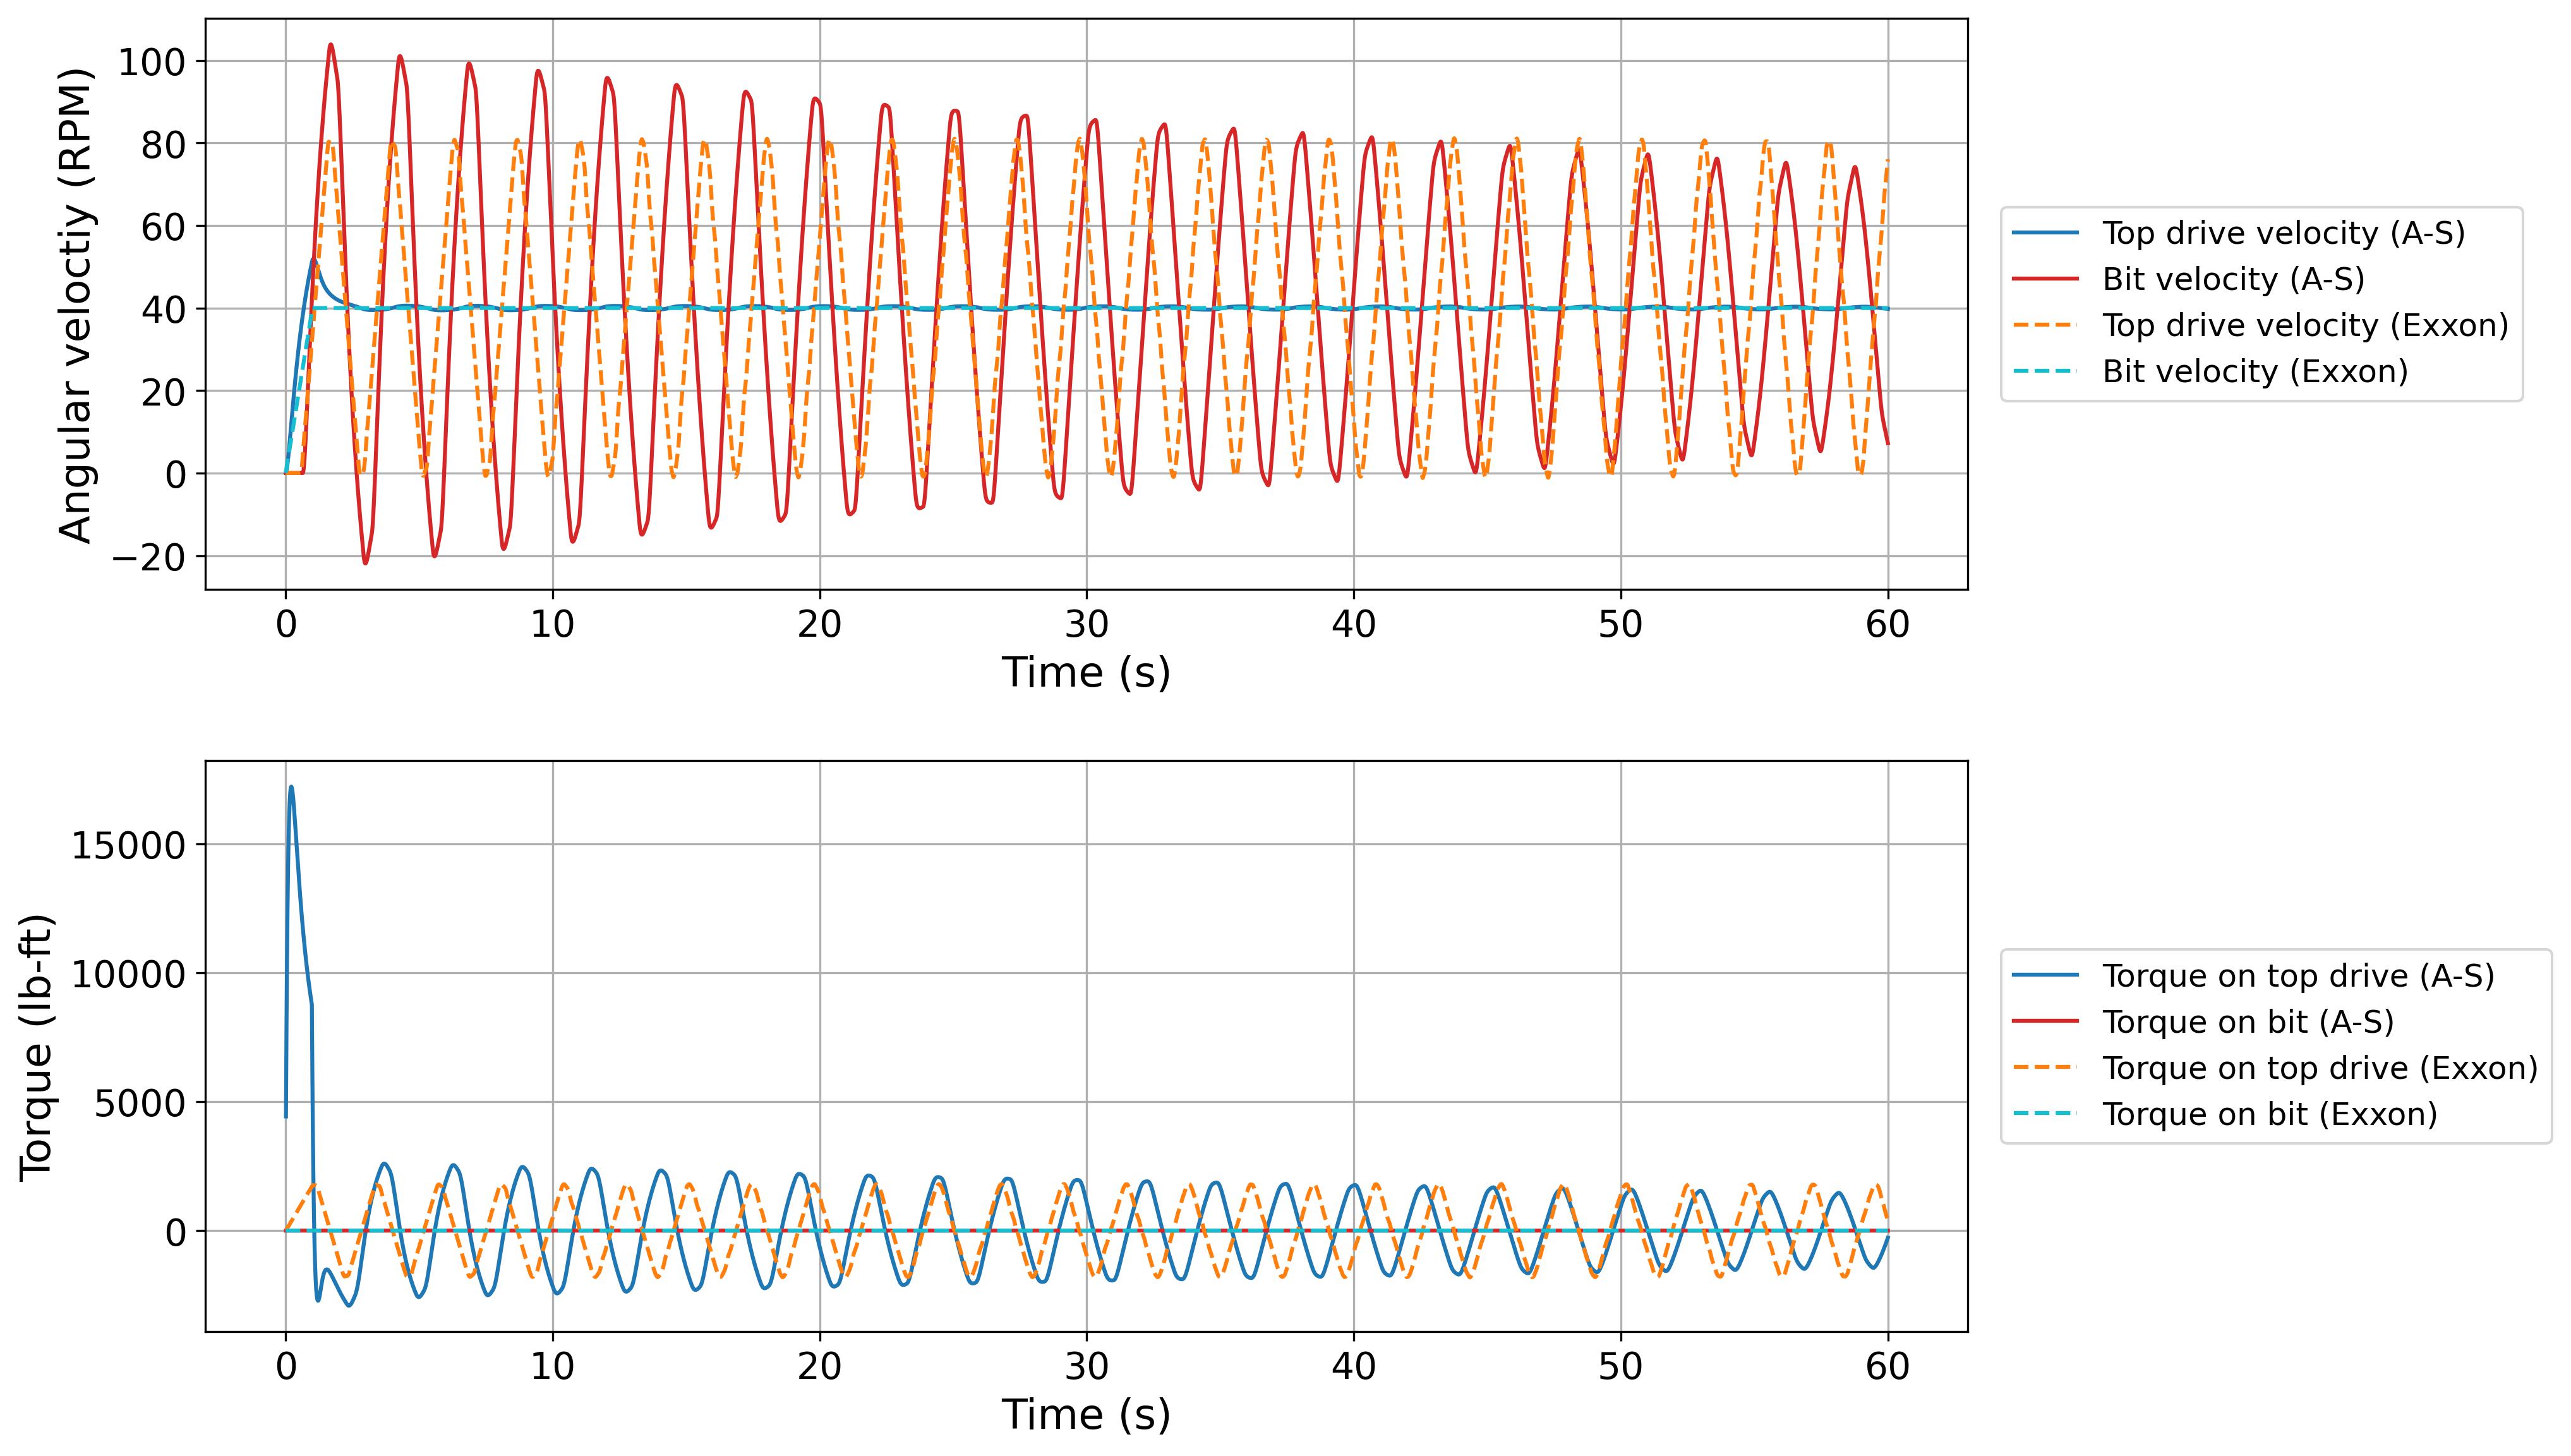 Angular veloctiy (RPM)
100
80
60
40
20
0
−20
0 10 20 30 40 50 60
Time (s)
Top drive velocity (A-S)
Bit velocity (A-S)
Top drive velocity (Exxon)
Bit velocity (Exxon)
Torque (lb-ft)
15000
10000
5000
0
0 10 20 30 40 50 60
Time (s)
Torque on top drive (A-S)
Torque on bit (A-S)
Torque on top drive (Exxon)
Torque on bit (Exxon)